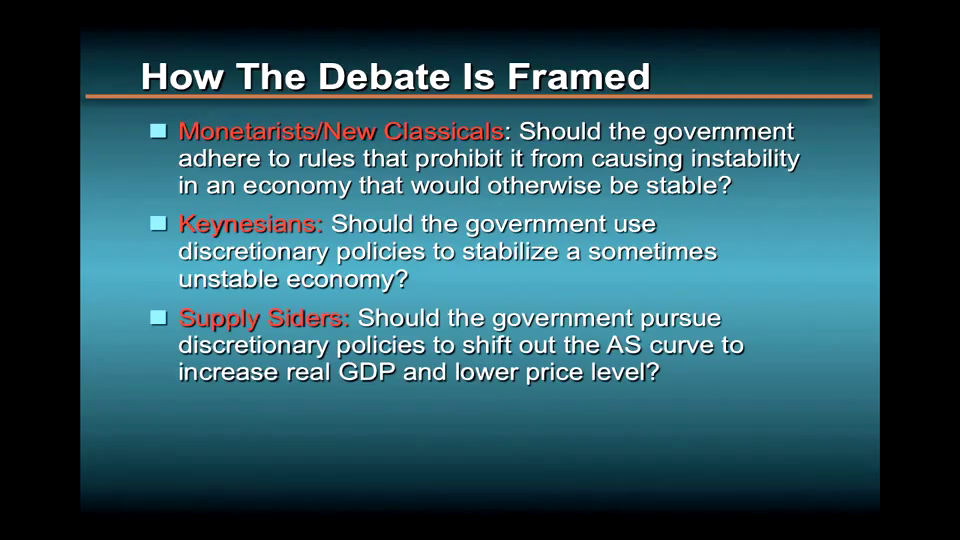 How The Debate Is Framed
Monetarists/New Classicals: Should the government
adhere to rules that prohibit it from causing instability
in an economy that would otherwise be stable?
Keynesians: Should the government use
discretionary policies to stabilize a sometimes
unstable economy?
Supply Siders: Should the government pursue
discretionary policies to shift out the AS curve to
increase real GDP and lower price level?